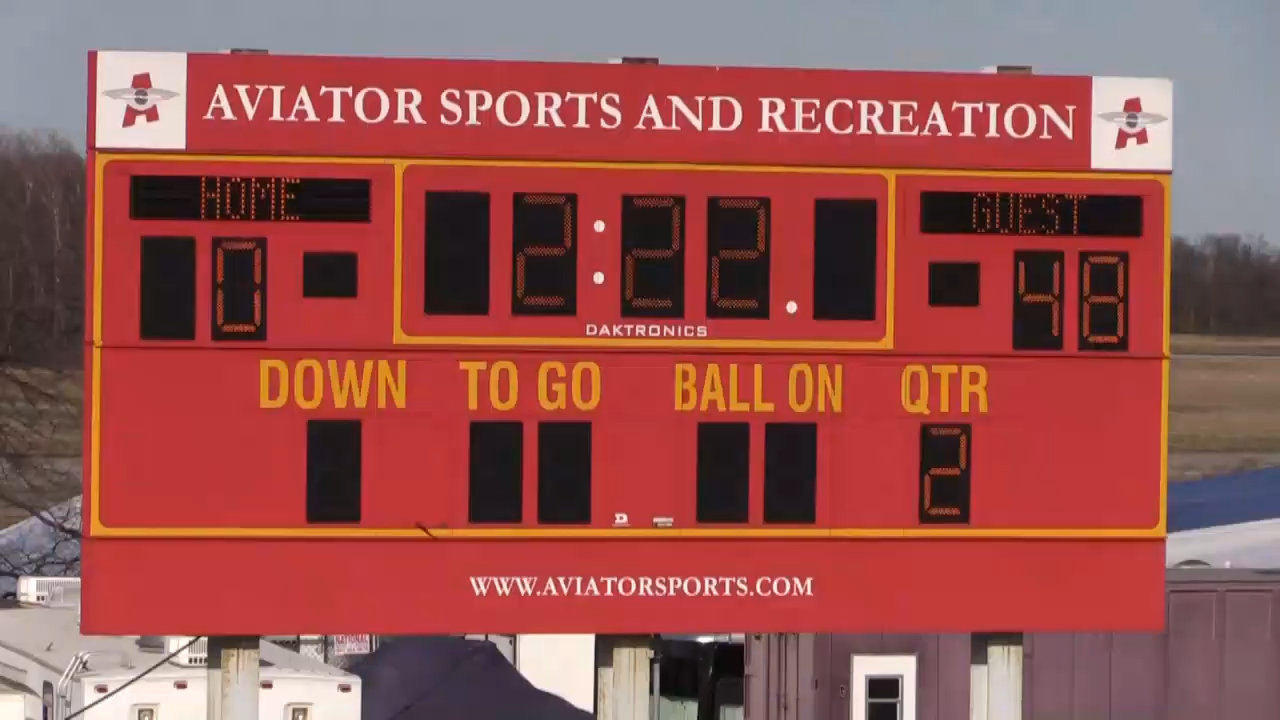 AVIATOR SPORTS AND RECREATION
HOME 2:22. GUEST
0 48
DAKTRONICS
DOWN TO GO BALL ON QTR
2
WWW.AVIATORSPORTS.COM